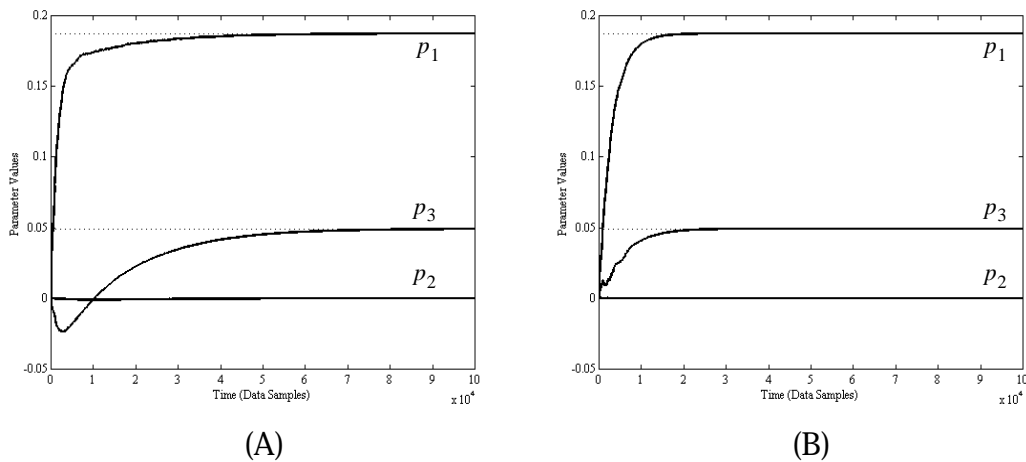 0.2
0.15
0.1
0.05
0
-0.05
Parameter Values
p1
p3
p2
0 1 2 3 4 5 6 7 8 9 10
Time (Data Samples)
x 10^4
(A)
0.2
0.15
0.1
0.05
0
-0.05
Parameter Values
p1
p3
p2
0 1 2 3 4 5 6 7 8 9 10
Time (Data Samples)
x 10^4
(B)